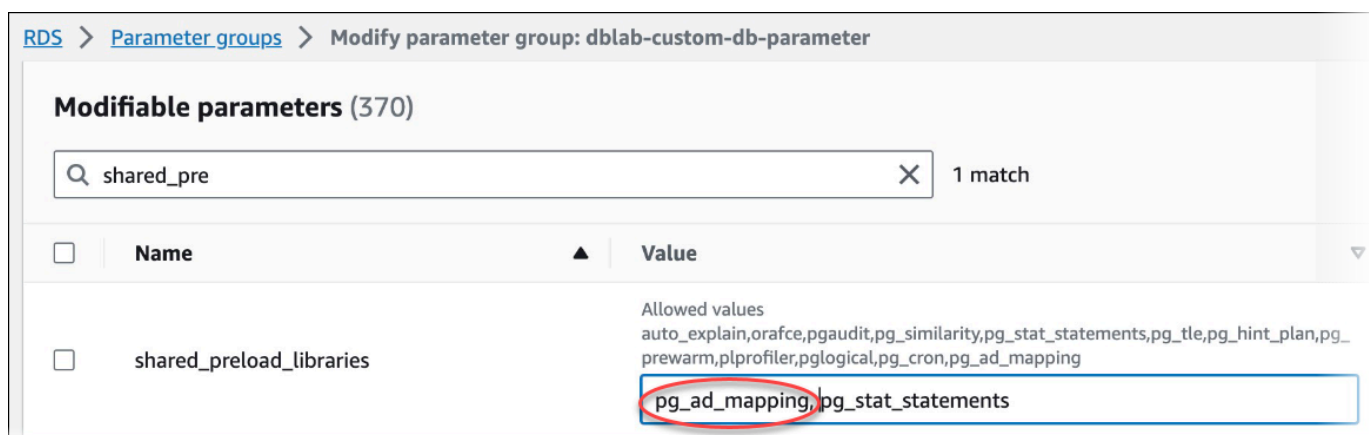 RDS > Parameter groups > Modify parameter group: dblab-custom-db-parameter
Modifiable parameters (370)
shared_pre
1 match
Name
Value
Allowed values
auto_explain,orafce,pgaudit,pg_similarity,pg_stat_statements,pg_tle,pg_hint_plan,pg_
prewarm,plprofiler,pglogical,pg_cron,pg_ad_mapping
shared_preload_libraries
pg_ad_mapping, pg_stat_statements